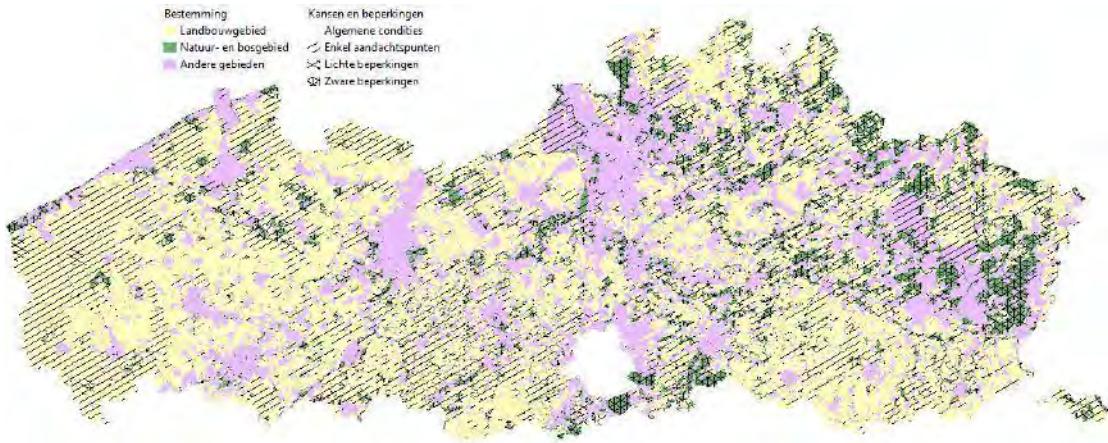 Bestemming
Landbouwgebied
Natuur- en bosgebied
Andere gebieden
Kansen en beperkingen
Algemene condities
Enkel aandachtspunten
Lichte beperkingen
Zware beperkingen